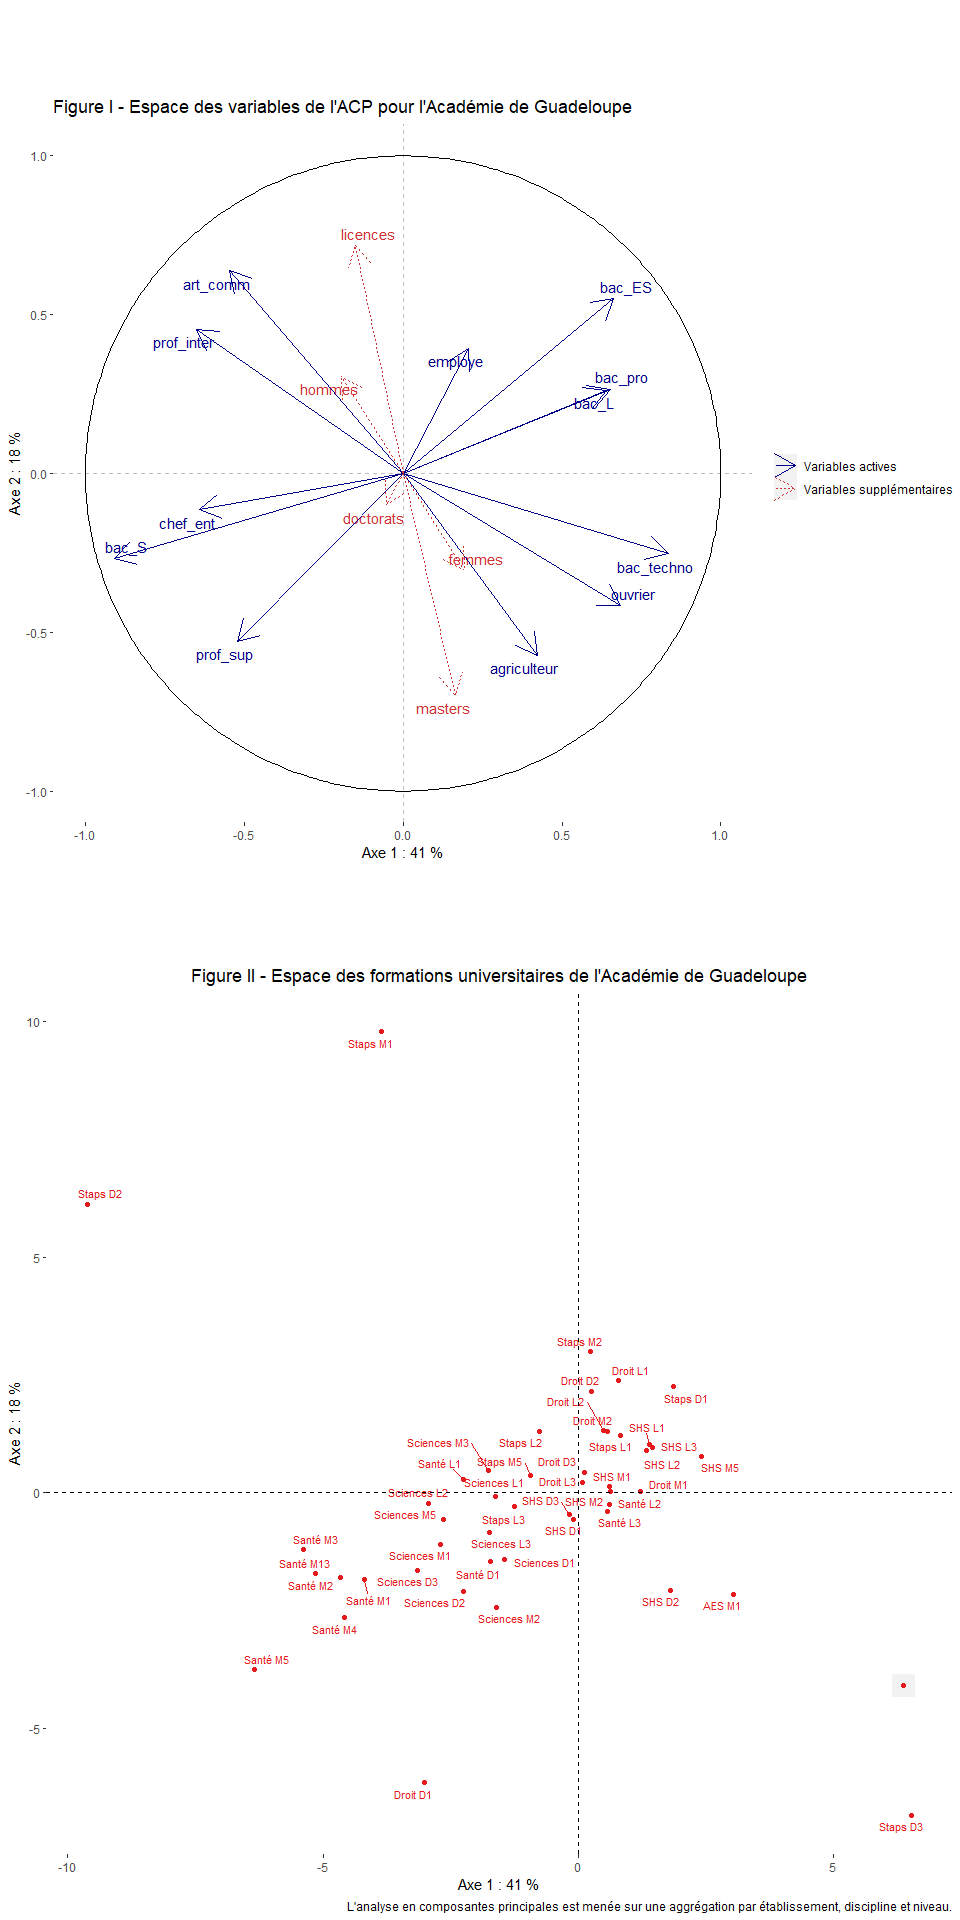 Figure I - Espace des variables de l'ACP pour l'Académie de Guadeloupe
1.0
licences
art_comm
bac_ES
0.5
prof_inter
employe
bac_pro
hommes
bac_L
Axe 2 : 18 %
0.0
Variables actives
Variables supplémentaires
doctorats
chef_ent
bac_S
femmes
bac_techno
ouvrier
-0.5
prof_sup
agriculteur
masters
-1.0
-1.0 -0.5 0.0 0.5 1.0
Axe 1 : 41 %
Figure II - Espace des formations universitaires de l'Académie de Guadeloupe
10
Staps M1
Staps D2
5
Staps M2
Droit L1
Droit D2
Staps D1
Droit L2
Droit M2
SHS L1
Sciences M3
Staps L2
Staps L1
SHS L3
Santé L1
Staps M5
Droit D3
SHS L2
SHS M5
Sciences L1
Droit L3
SHS M1
Droit M1
Axe 2 : 18 %
0
Sciences L2
SHS D3
SHS M2
Santé L2
Sciences M5
Staps L3
SHS D1
Santé L3
Santé M3
Sciences L3
Sciences M1
Sciences D1
Santé M13
Santé D1
Santé M2
Sciences D3
Santé M1
Sciences D2
SHS D2
AES M1
Sciences M2
Santé M4
Santé M5
-5
Droit D1
Staps D3
-10 -5 0 5
Axe 1 : 41 %
L'analyse en composantes principales est menée sur une aggrégation par établissement, discipline et niveau.